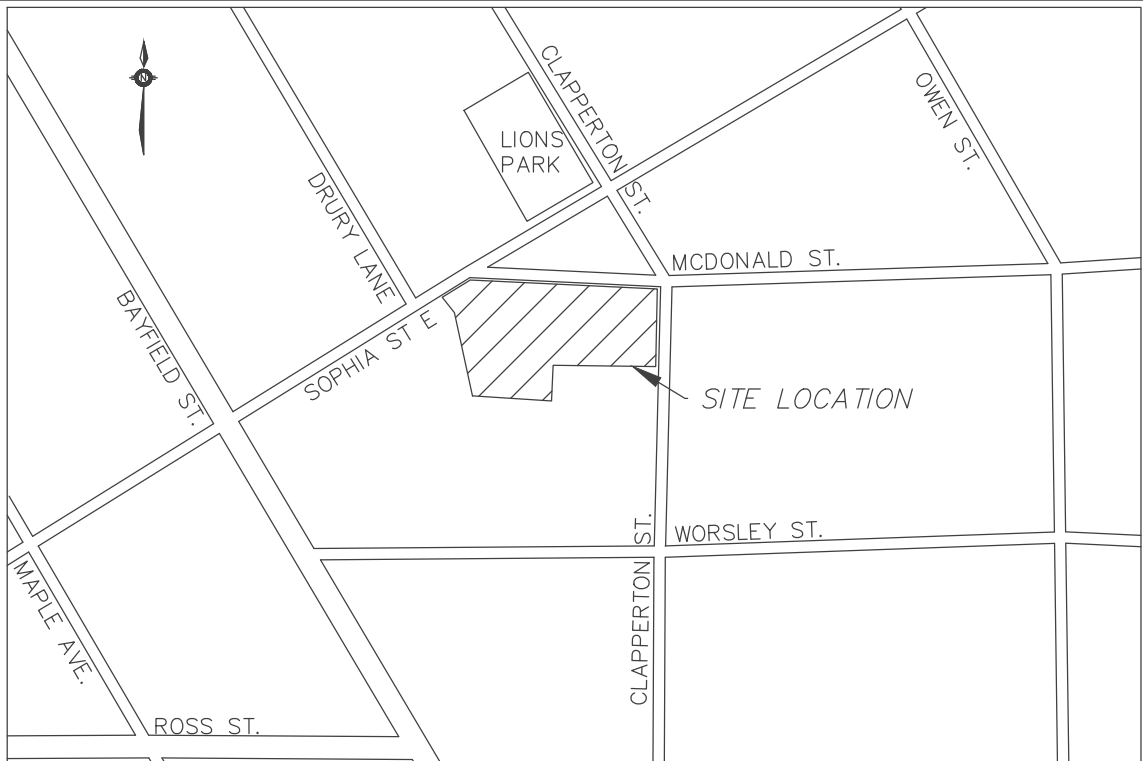 N
CLAPPERTON ST.
OWEN ST.
LIONS
PARK
DRURY LANE
MCDONALD ST.
BAYFIELD ST.
SOPHIA ST E
SITE LOCATION
WORSLEY ST.
CLAPPERTON ST.
MAPLE AVE.
ROSS ST.